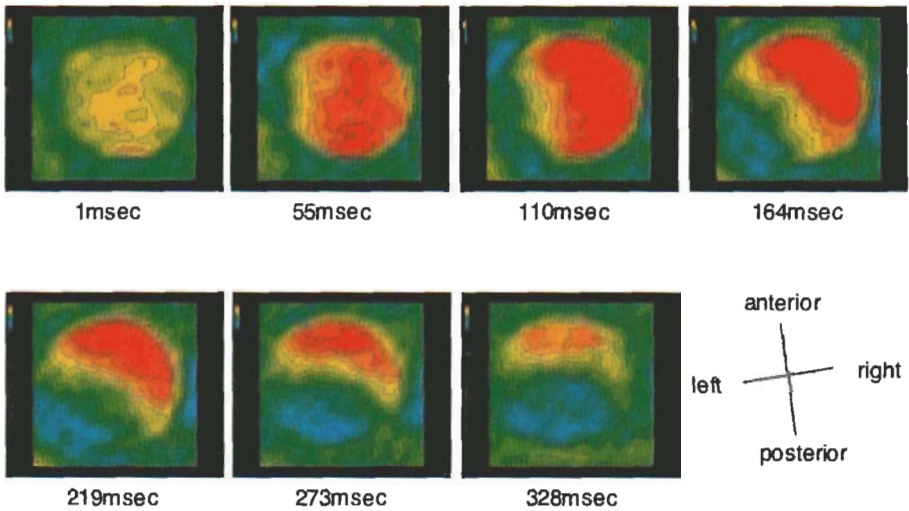 1msec
55msec
110msec
164msec
219msec
273msec
328msec
anterior
left
right
posterior